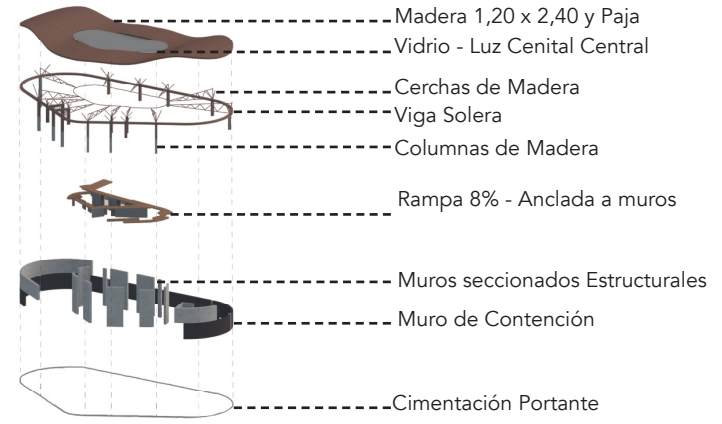 Madera 1,20 x 2,40 y Paja
Vidrio - Luz Cenital Central
Cerchas de Madera
Viga Solera
Columnas de Madera
Rampa 8% - Anclada a muros
Muros seccionados Estructurales
Muro de Contención
Cimentación Portante